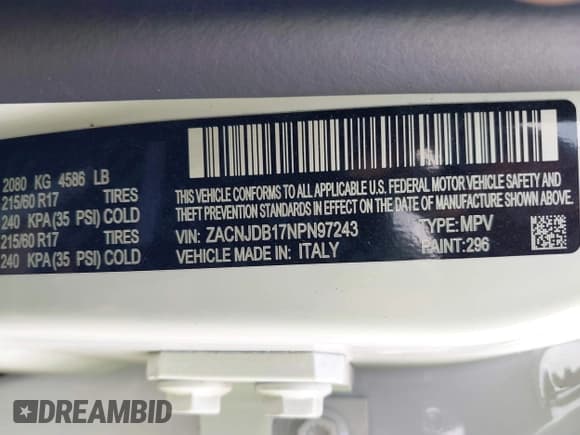 2080 KG 4586 LB
215/60 R17 TIRES
240 KPA(35 PSI) COLD
215/60 R17 TIRES
240 KPA(35 PSI) COLD
THIS VEHICLE CONFORMS TO ALL APPLICABLE U.S. FEDERAL MOTOR VEHICLE SAFETY AND
THEFT STANDARDS IN EFFECT ON THE DATE OF MANUFACTURE SHOWN ABOVE.
VIN: ZACNJDB17NPN97243 TYPE: MPV
VEHICLE MADE IN: ITALY PAINT: 296
DREAMBID